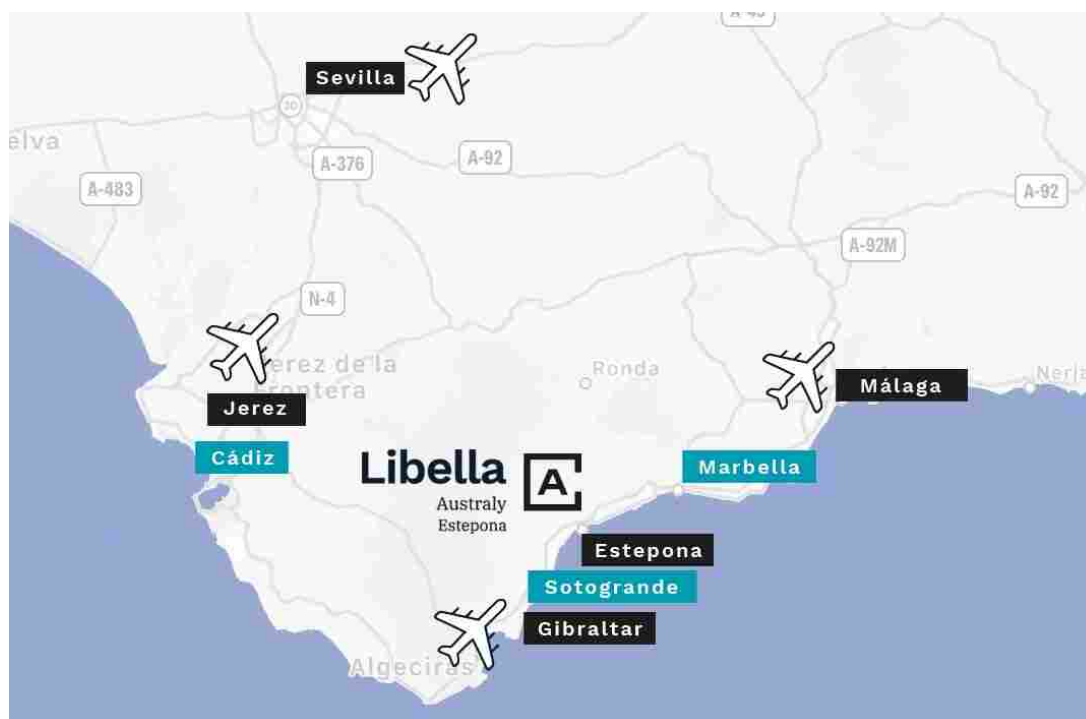 A-45
Sevilla
30
elva
A-376
A-92
A-483
A-92
A-92M
N-4
Jerez de la
Frontera
Ronda
Málaga
Nerja
Jerez
Cádiz
Marbella
Libella
A
Australy
Estepona
Estepona
Sotogrande
Gibraltar
Algeciras